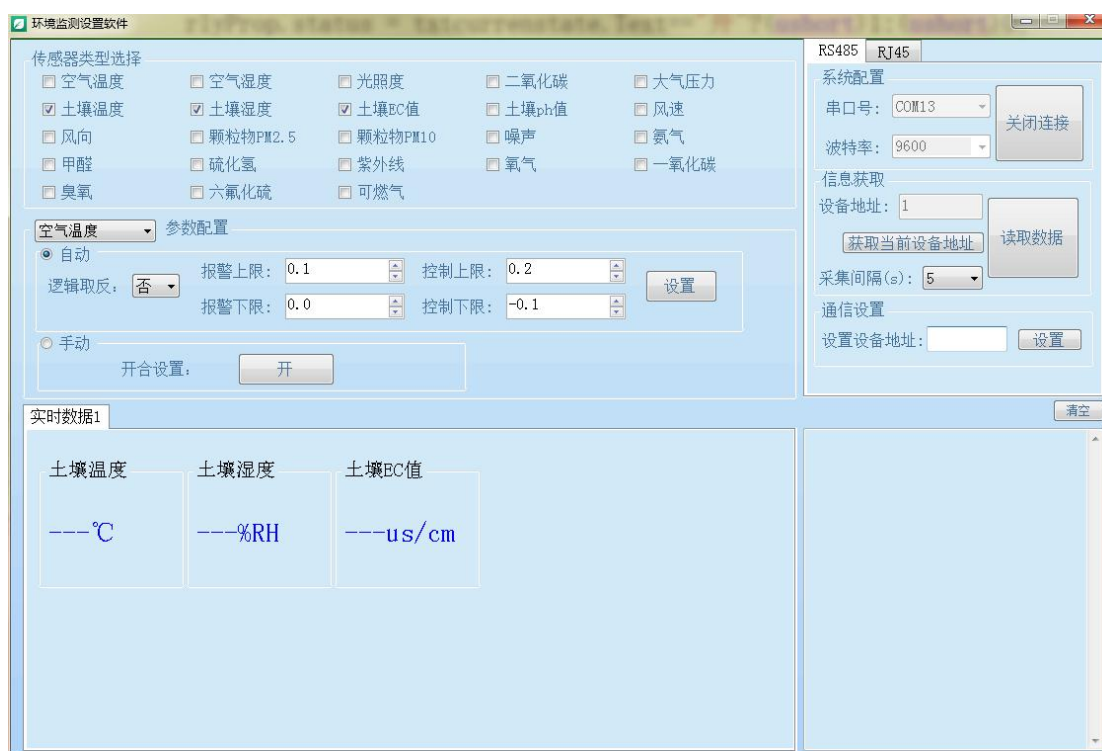 环境监测设置软件
传感器类型选择
空气温度 空气湿度 光照度 二氧化碳 大气压力
土壤温度 土壤湿度 土壤EC值 土壤ph值 风速
风向 颗粒物PM2.5 颗粒物PM10 噪声 氨气
甲醛 硫化氢 紫外线 氧气 一氧化碳
臭氧 六氟化硫 可燃气
空气温度 参数配置
自动
逻辑取反： 否 报警上限： 0.1 控制上限： 0.2 设置
报警下限： 0.0 控制下限： -0.1
手动
开合设置： 开
RS485 RJ45
系统配置
串口号： COM13 关闭连接
波特率： 9600
信息获取
设备地址： 1 读取数据
获取当前设备地址
采集间隔(s)： 5
通信设置
设置设备地址： 设置
清空
实时数据1
土壤温度 土壤湿度 土壤EC值
---℃ ---%RH ---us/cm